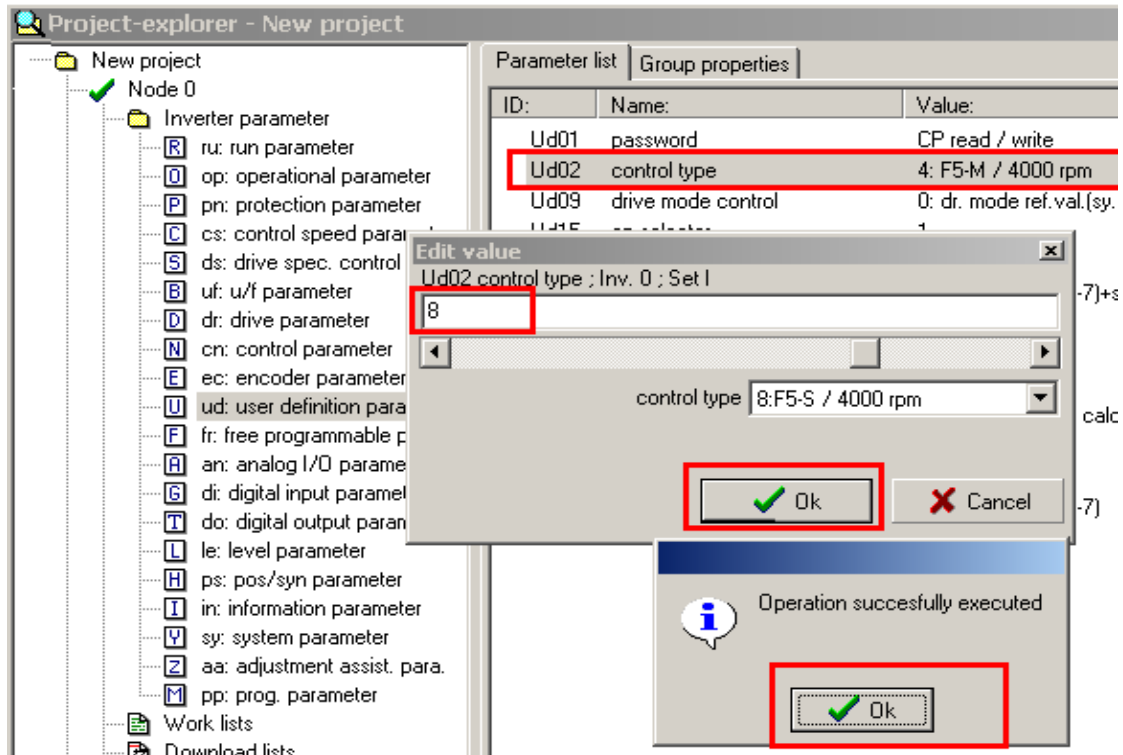 Project-explorer - New project
New project
Node 0
Inverter parameter
R ru: run parameter
O op: operational parameter
P pn: protection parameter
C cs: control speed
S ds: drive spec. control
B uf: u/f parameter
D dr: drive parameter
N cn: control parameter
E ec: encoder parameter
U ud: user definition para
F fr: free programmable p
A an: analog I/O parame
G di: digital input paramet
T do: digital output param
L le: level parameter
H ps: pos/syn parameter
I in: information parameter
Y sy: system parameter
Z aa: adjustment assist. para.
M pp: prog. parameter
Work lists
Download lists
Parameter list Group properties
ID: Name: Value:
Ud01 password CP read / write
Ud02 control type 4: F5-M / 4000 rpm
Ud09 drive mode control 0: dr. mode ref.val.(sy.
-7)+s
calc
-7)
Edit value
Ud02 control type ; Inv. 0 ; Set I
8
control type 8:F5-S / 4000 rpm
Ok Cancel
Operation succesfully executed
Ok